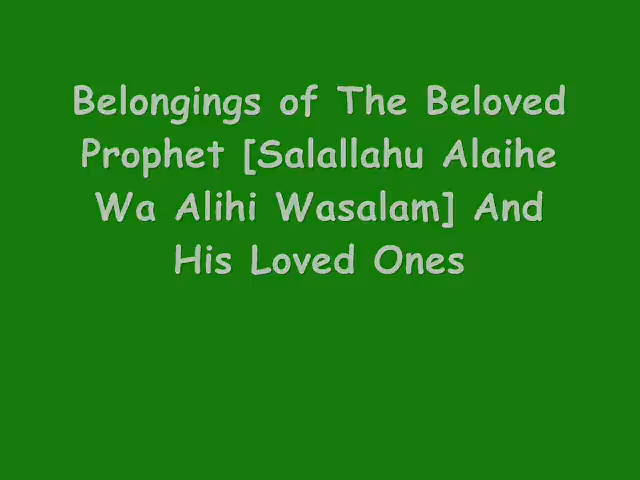 Belongings of The Beloved
Prophet [Salallahu Alaihe
Wa Alihi Wasalam] And
His Loved Ones